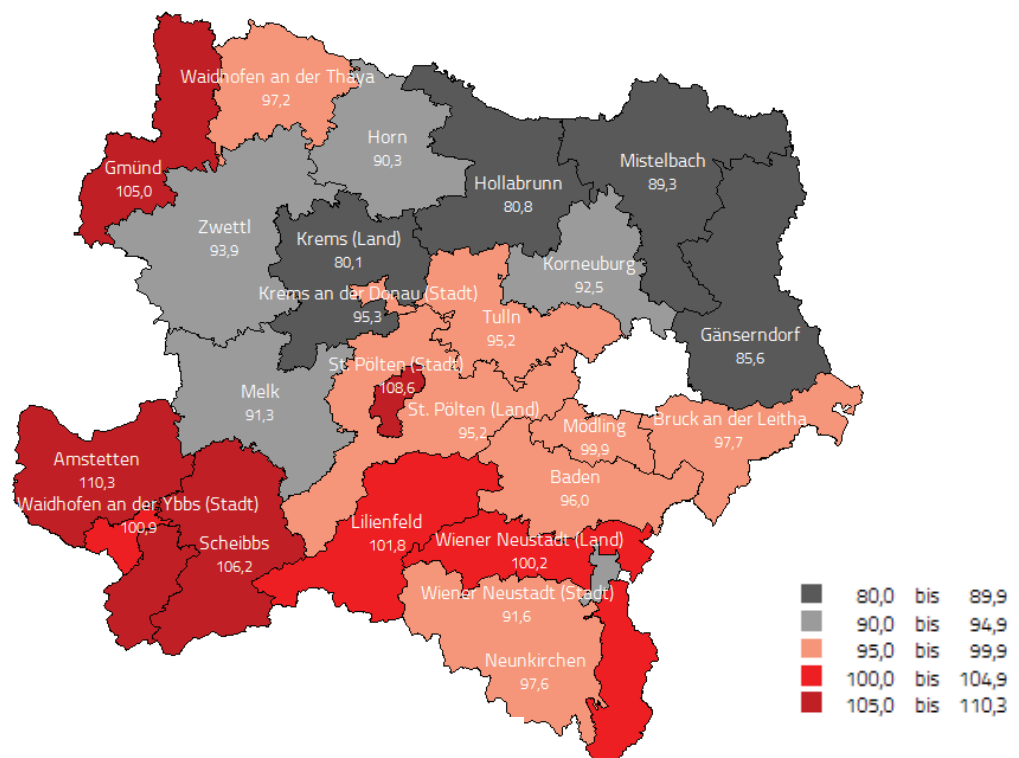 Waidhofen an der Thaya
97,2
Horn
90,3
Mistelbach
89,3
Gmünd
105,0
Hollabrunn
80,8
Zwettl
93,9
Krems (Land)
80,1
Korneuburg
92,5
Krems an der Donau (Stadt)
95,3
Tulln
95,2
Gänserndorf
85,6
St. Pölten (Stadt)
108,6
Melk
91,3
St. Pölten (Land)
95,2
Mödling
99,9
Bruck an der Leitha
97,7
Amstetten
110,3
Baden
96,0
Waidhofen an der Ybbs (Stadt)
100,9
Lilienfeld
101,8
Scheibbs
106,2
Wiener Neustadt (Land)
100,2
Wiener Neustadt (Stadt)
91,6
Neunkirchen
97,6
80,0 bis 89,9
90,0 bis 94,9
95,0 bis 99,9
100,0 bis 104,9
105,0 bis 110,3